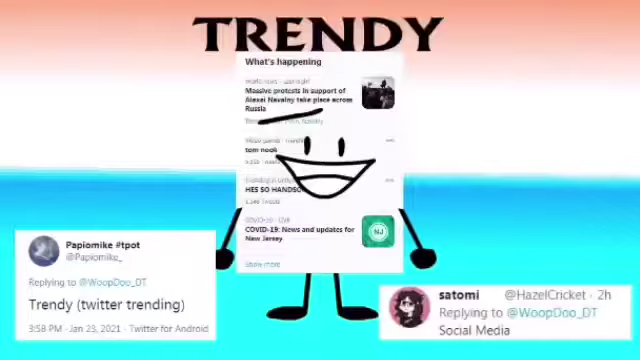 TRENDY
What's happening
Massive protests in support of
Alexei Navalny take place across
Russia
Navalny
tom nook
HES SO HANDSO
COVID-19 · LIVE
COVID-19: News and updates for
New Jersey
NJ
Show more
Papiomike #tpot
@Papiomike_
Replying to @WoopDoo_DT
Trendy (twitter trending)
3:58 PM · Jan 23, 2021 · Twitter for Android
satomi @HazelCricket · 2h
Replying to @WoopDoo_DT
Social Media